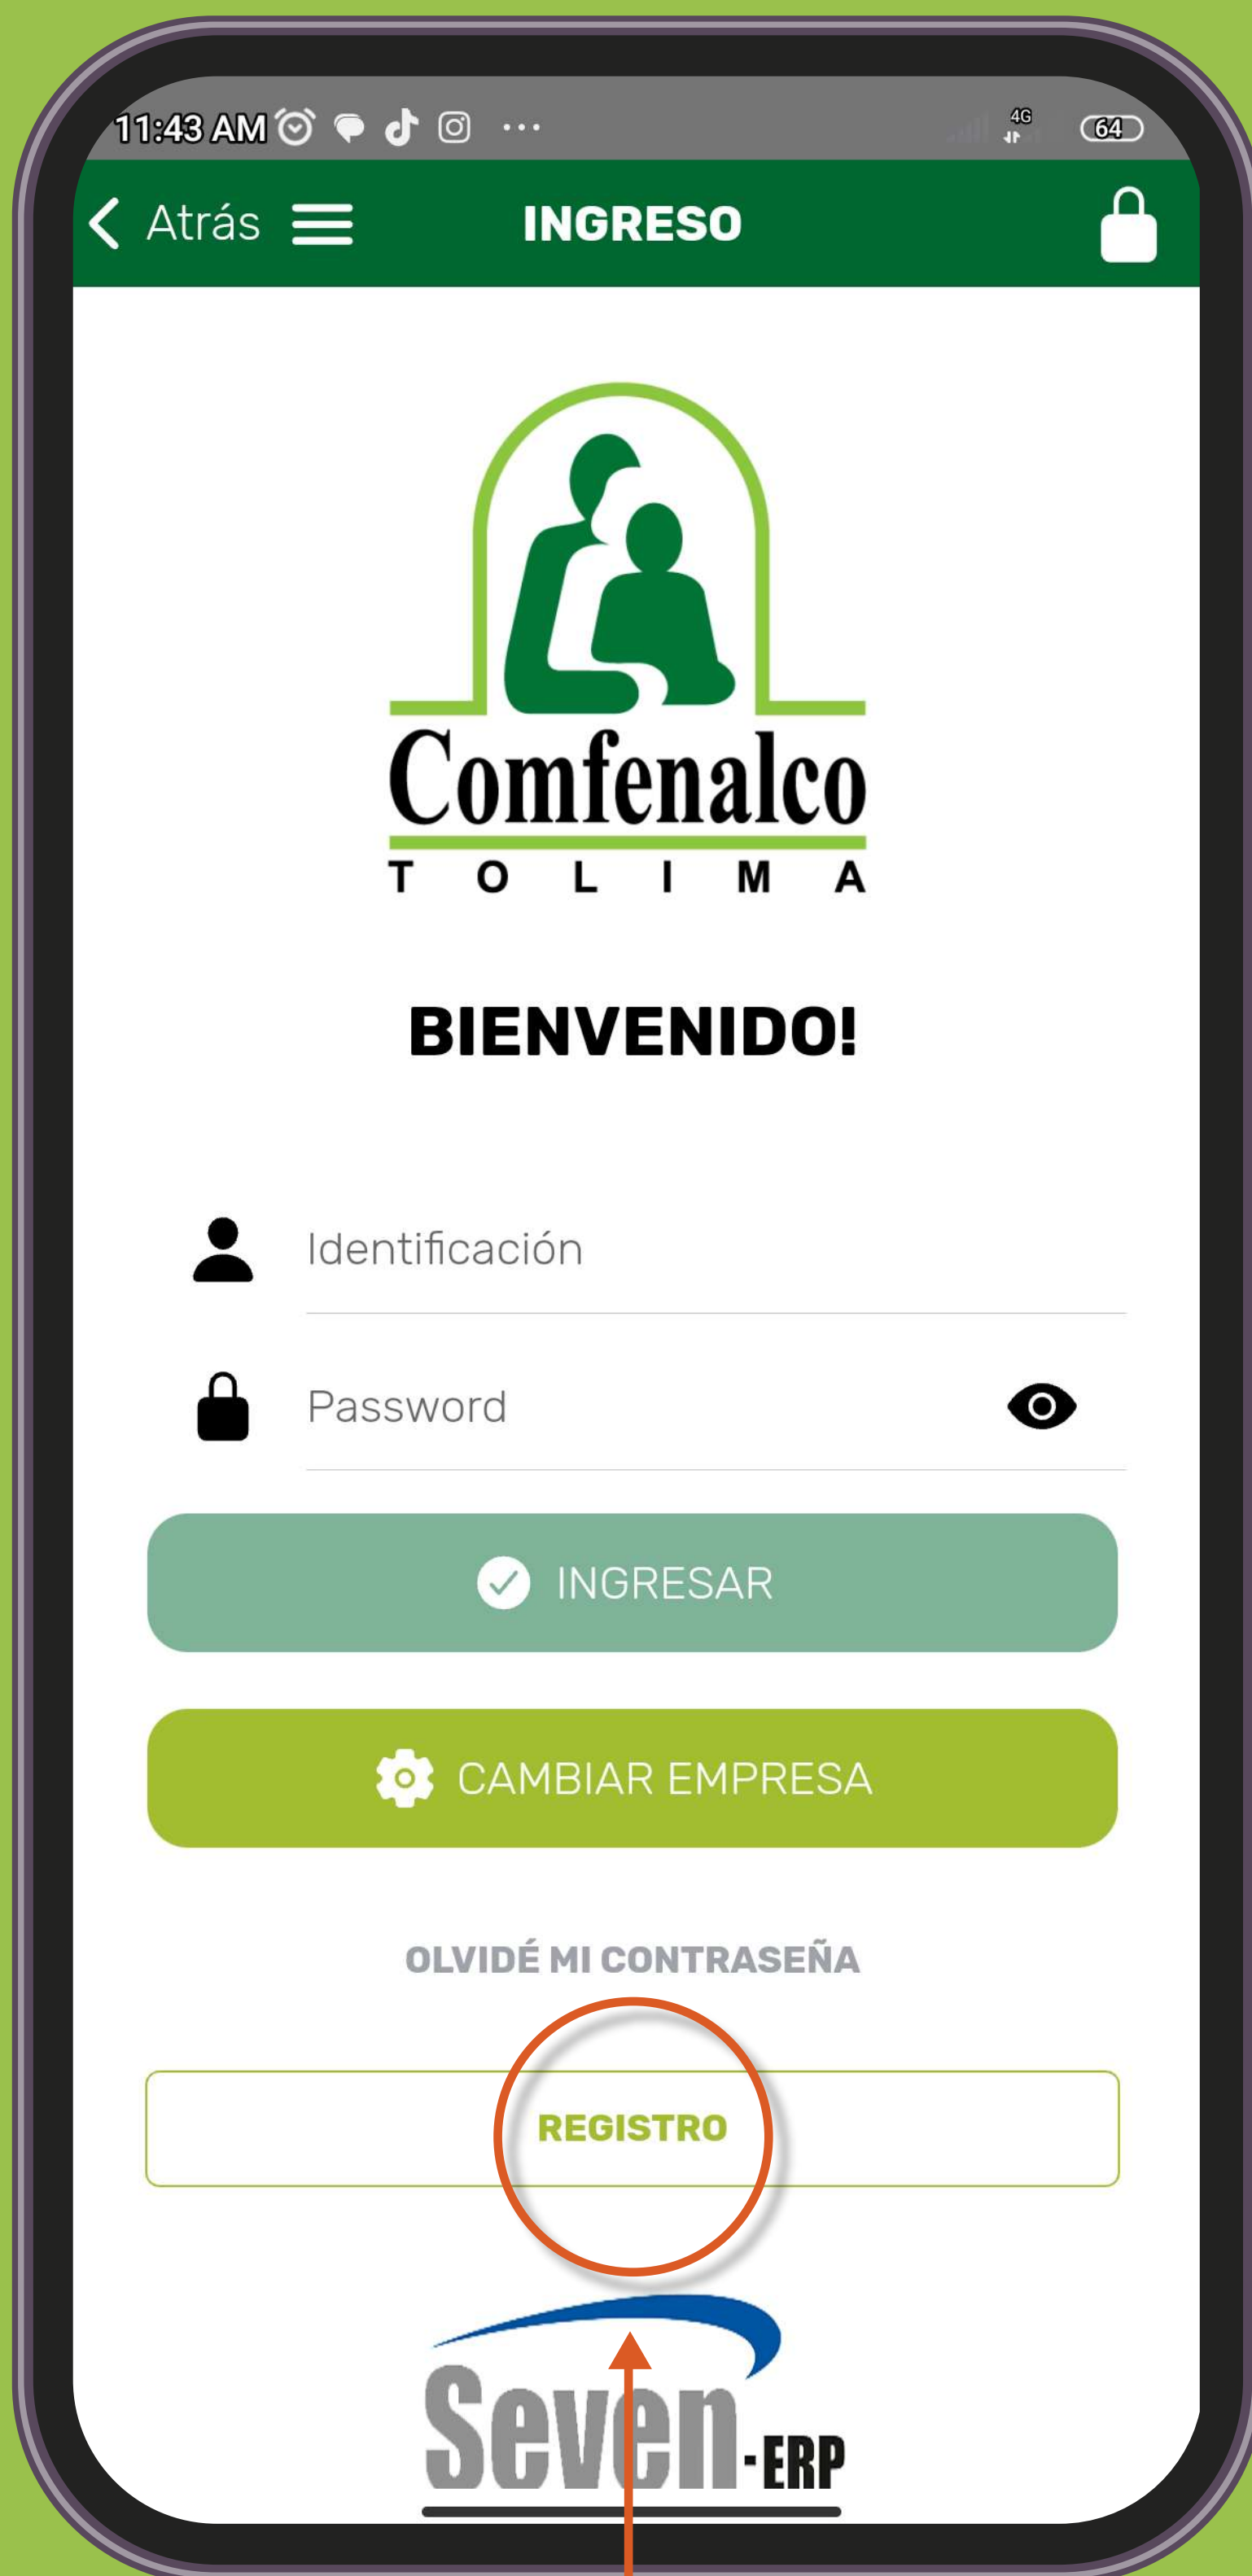 11:43 AM ... 4G 64
Atrás INGRESO
Comfenalco
TOLIMA
BIENVENIDO!
Identificación
Password
INGRESAR
CAMBIAR EMPRESA
OLVIDÉ MI CONTRASEÑA
REGISTRO
Seven-ERP